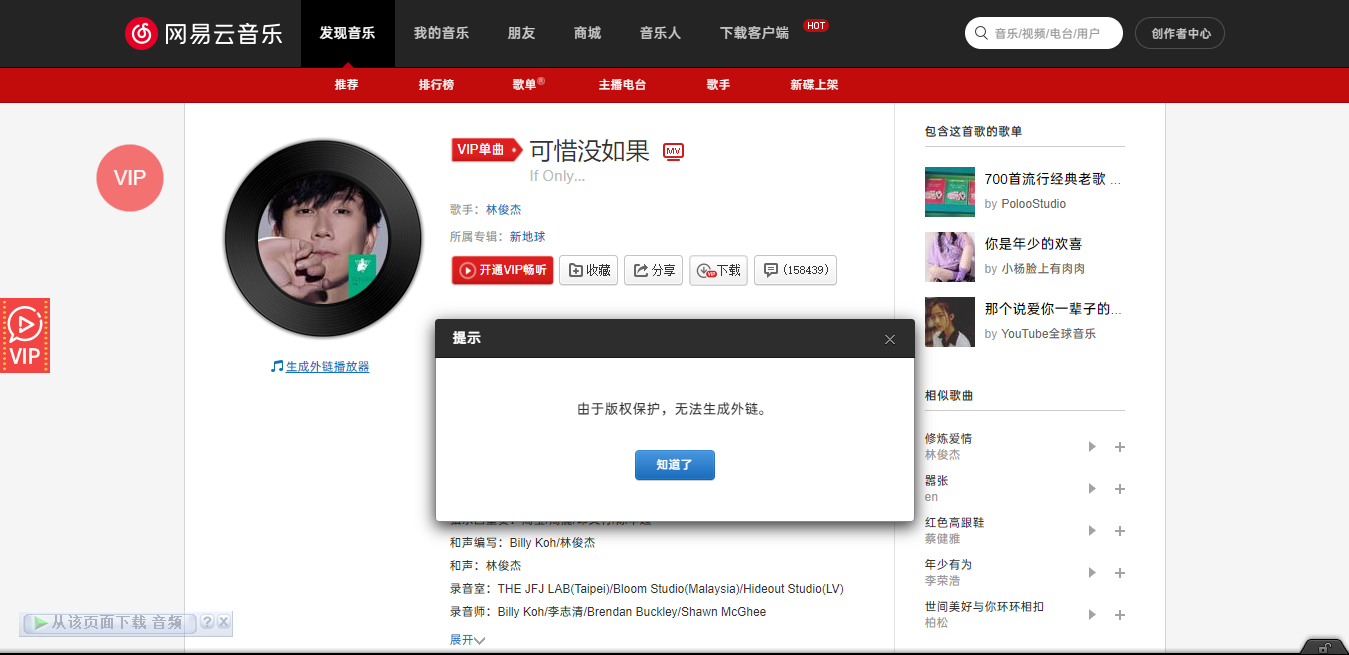 网易云音乐
发现音乐 我的音乐 朋友 商城 音乐人 下载客户端 HOT
音乐/视频/电台/用户 创作者中心
推荐 排行榜 歌单® 主播电台 歌手 新碟上架
VIP
VIP
VIP单曲 可惜没如果 MV
If Only...
歌手：林俊杰
所属专辑：新地球
开通VIP畅听 收藏 分享 VIP 下载 (158439)
生成外链播放器
提示
由于版权保护，无法生成外链。
知道了
和声编写：Billy Koh/林俊杰
和声：林俊杰
录音室：THE JFJ LAB(Taipei)/Bloom Studio(Malaysia)/Hideout Studio(LV)
录音师：Billy Koh/李志清/Brendan Buckley/Shawn McGhee
展开
包含这首歌的歌单
700首流行经典老歌 ...
by PolooStudio
你是年少的欢喜
by 小杨脸上有肉肉
那个说爱你一辈子的...
by YouTube全球音乐
相似歌曲
修炼爱情
林俊杰
嚣张
en
红色高跟鞋
蔡健雅
年少有为
李荣浩
世间美好与你环环相扣
柏松
从该页面下载 音频 ?